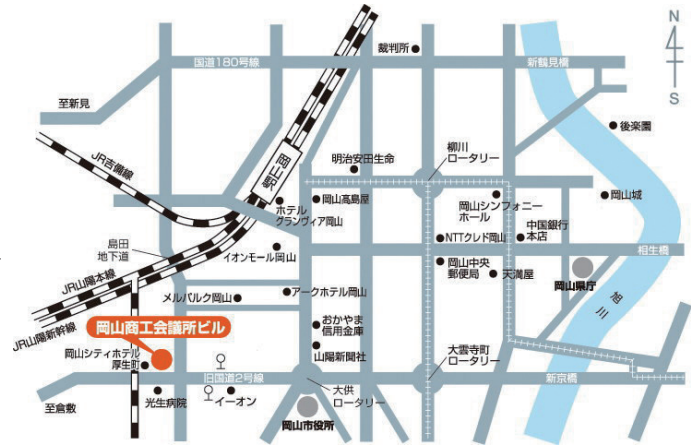 N
S
裁判所
国道180号線
新鶴見橋
至新見
後楽園
JR吉備線
岡山駅
明治安田生命
柳川
ロータリー
岡山高島屋
ホテル
グランヴィア岡山
岡山シンフォニー
ホール
岡山城
中国銀行
本店
NTTクレド岡山
島田
地下道
イオンモール岡山
相生橋
岡山中央
郵便局
天満屋
岡山県庁
旭川
JR山陽本線
メルパルク岡山
アークホテル岡山
おかやま
信用金庫
JR山陽新幹線
岡山商工会議所ビル
山陽新聞社
大雲寺町
ロータリー
岡山シティホテル
厚生町
旧国道2号線
新京橋
光生病院
イーオン
大供
ロータリー
至倉敷
岡山市役所